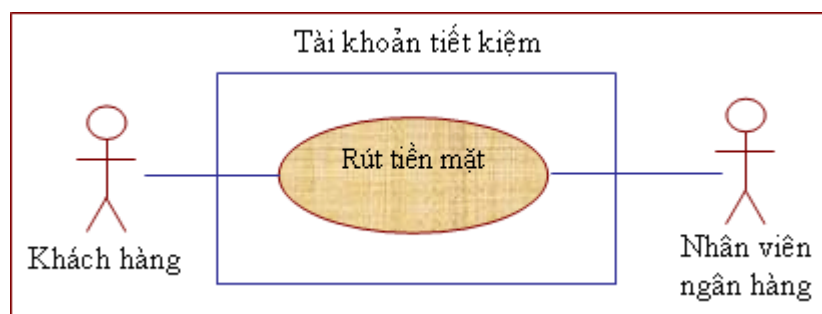 Tài khoản tiết kiệm
Rút tiền mặt
Khách hàng
Nhân viên
ngân hàng